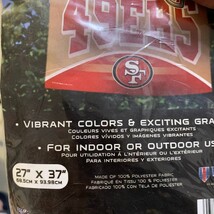 49ERS
SF
• VIBRANT COLORS & EXCITING GRA
COULEURS VIVES ET GRAPHIQUES EXCITANTS
COLORES VÍVIDOS Y IMÁGENES VIBRANTES
• FOR INDOOR OR OUTDOOR US
POUR UTILISATION À L'INTÉRIEUR OU L'EXTÉRIEUR
PARA INTERIORES Y EXTERIORES
27" X 37"
68.5CM X 93.98CM
MADE OF 100% POLYESTER FABRIC
FABRIQUE EN TISSU 100 % POLYESTER
FABRICADO 100% CON TELA DE POLIESTER